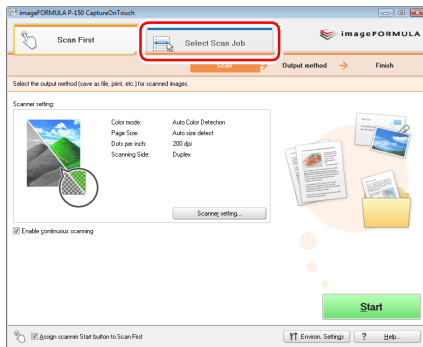 imageFORMULA P-150 CaptureOnTouch
Scan First
Select Scan Job
imageFORMULA
Scan
Output method
Finish
Select the output method (save as file, print, etc.) for scanned images.
Scanner setting:
Color mode: Auto Color Detection
Page Size: Auto size detect
Dots per inch: 200 dpi
Scanning Side: Duplex
Scanner setting...
Enable continuous scanning
Start
Assign scanner Start button to Scan First
Environ. Settings
? Help...